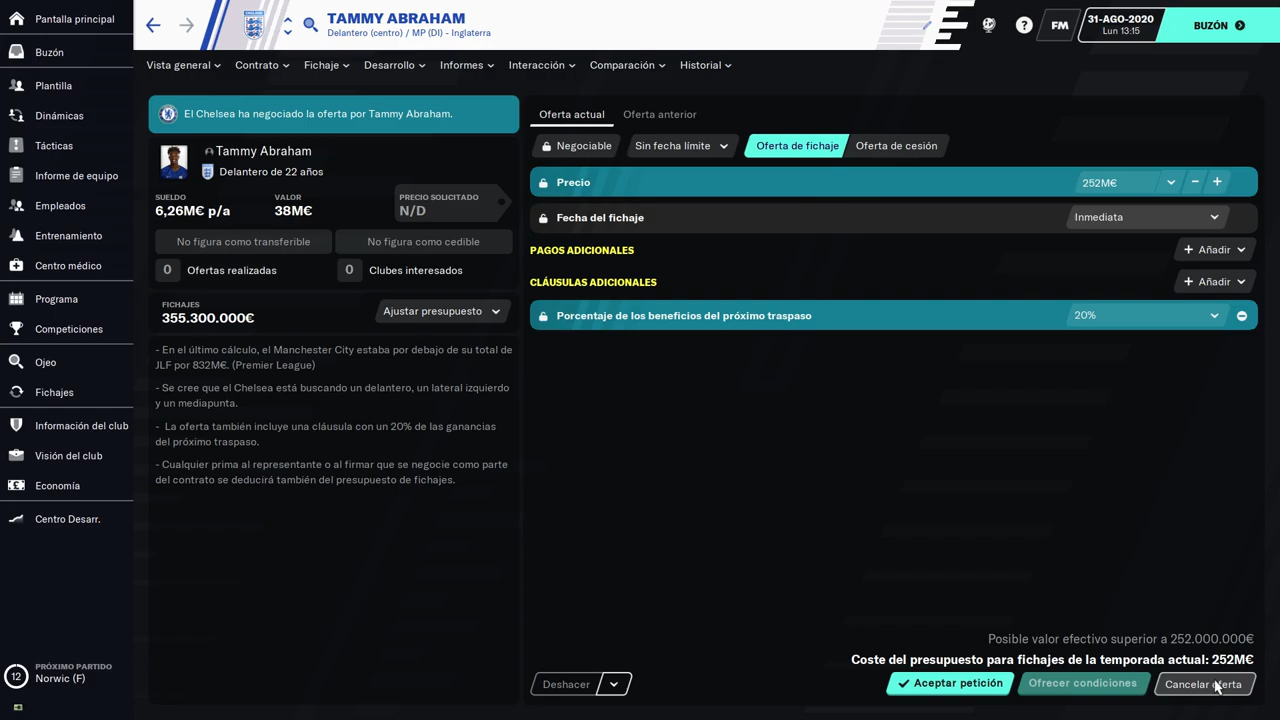 Pantalla principal
Buzón
Plantilla
Dinámicas
Tácticas
Informe de equipo
Empleados
Entrenamiento
Centro médico
Programa
Competiciones
Ojeo
Fichajes
Información del club
Visión del club
Economía
Centro Desarr.
12
PRÓXIMO PARTIDO
Norwic (F)
TAMMY ABRAHAM
Delantero (centro) / MP (DI) - Inglaterra
?
FM
31-AGO-2020
Lun 13:15
BUZÓN
Vista general
Contrato
Fichaje
Desarrollo
Informes
Interacción
Comparación
Historial
El Chelsea ha negociado la oferta por Tammy Abraham.
Tammy Abraham
Delantero de 22 años
SUELDO
6,26M€ p/a
VALOR
38M€
PRECIO SOLICITADO
N/D
No figura como transferible
No figura como cedible
0 Ofertas realizadas
0 Clubes interesados
FICHAJES
355.300.000€
Ajustar presupuesto
- En el último cálculo, el Manchester City estaba por debajo de su total de
JLF por 832M€. (Premier League)
- Se cree que el Chelsea está buscando un delantero, un lateral izquierdo
y un mediapunta.
- La oferta también incluye una cláusula con un 20% de las ganancias
del próximo traspaso.
- Cualquier prima al representante o al firmar que se negocie como parte
del contrato se deducirá también del presupuesto de fichajes.
Oferta actual
Oferta anterior
Negociable
Sin fecha límite
Oferta de fichaje
Oferta de cesión
Precio
252M€
Fecha del fichaje
Inmediata
PAGOS ADICIONALES
+ Añadir
CLÁUSULAS ADICIONALES
+ Añadir
Porcentaje de los beneficios del próximo traspaso
20%
Posible valor efectivo superior a 252.000.000€
Coste del presupuesto para fichajes de la temporada actual: 252M€
Deshacer
Aceptar petición
Ofrecer condiciones
Cancelar oferta